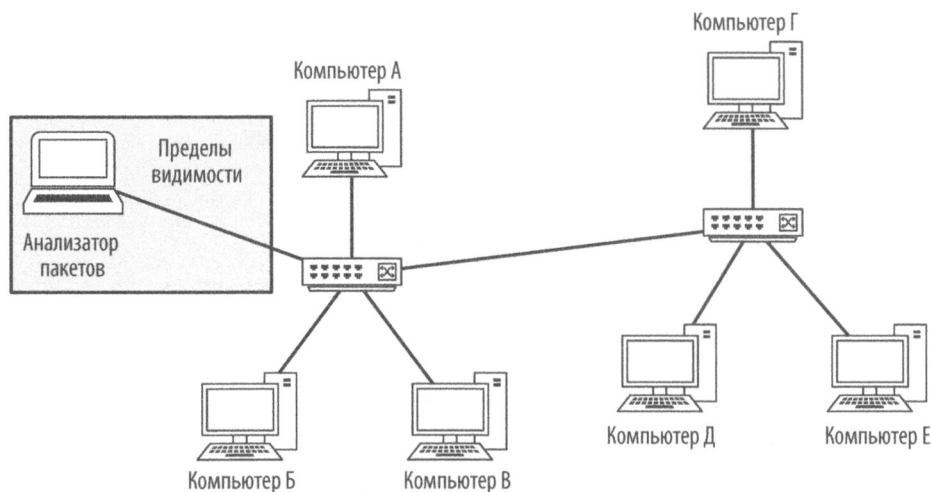 Компьютер Г
Компьютер А
Пределы
видимости
Анализатор
пакетов
Компьютер Д
Компьютер Е
Компьютер Б
Компьютер В